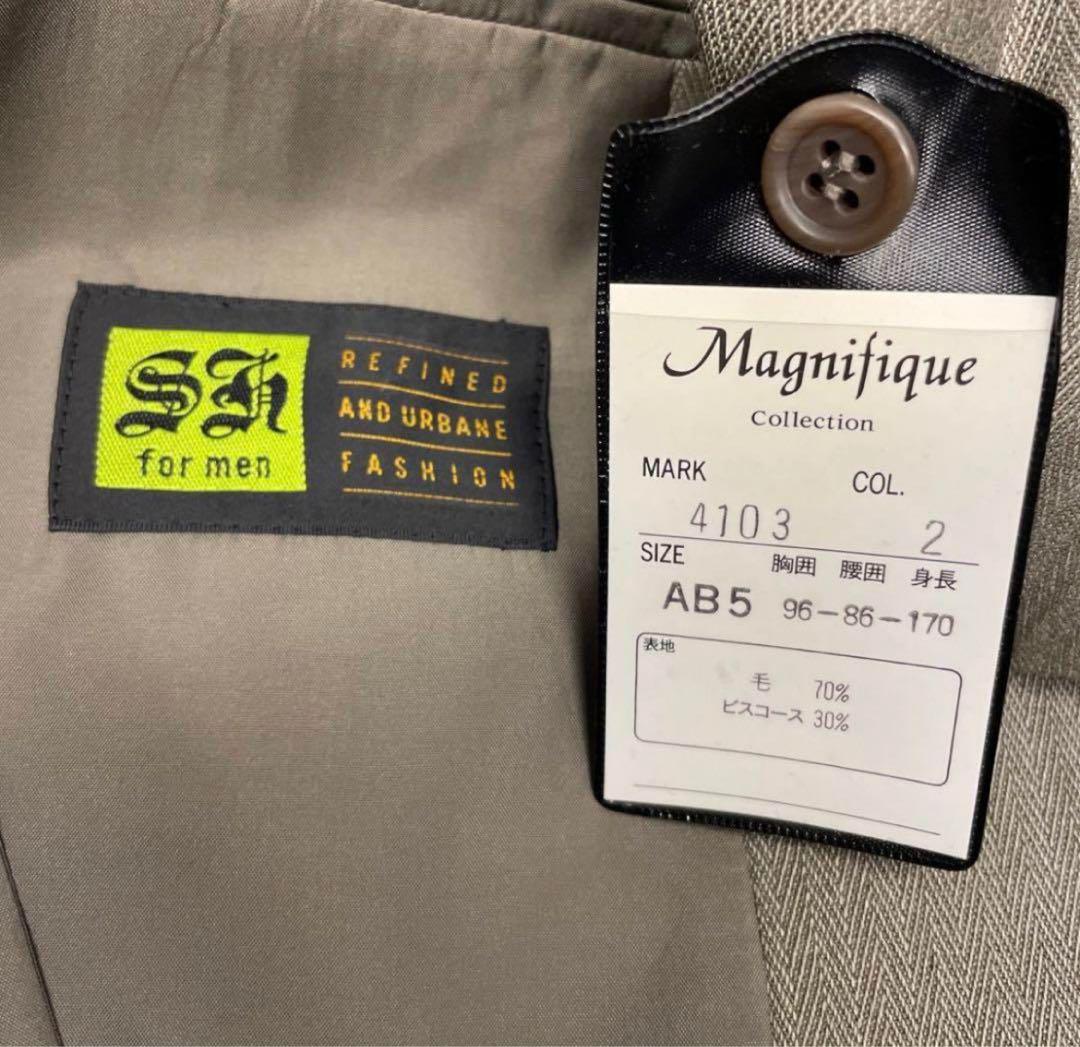 Sh
for men
REFINED
AND URBANE
FASHION
Magnifique
Collection
MARK COL.
4103 2
SIZE 胸囲 腰囲 身長
AB5 96-86-170
表地
毛 70%
ビスコース 30%